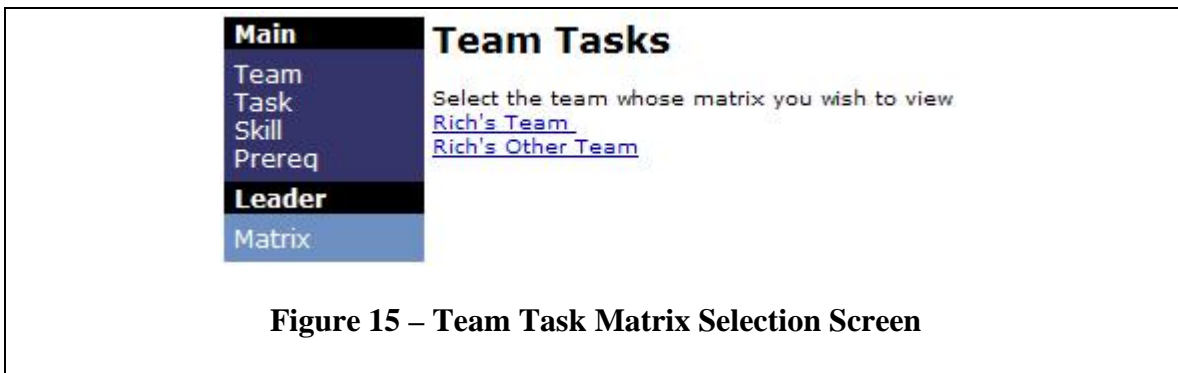 Main
Team
Task
Skill
Prereq
Leader
Matrix
Team Tasks
Select the team whose matrix you wish to view
Rich's Team
Rich's Other Team
Figure 15 – Team Task Matrix Selection Screen